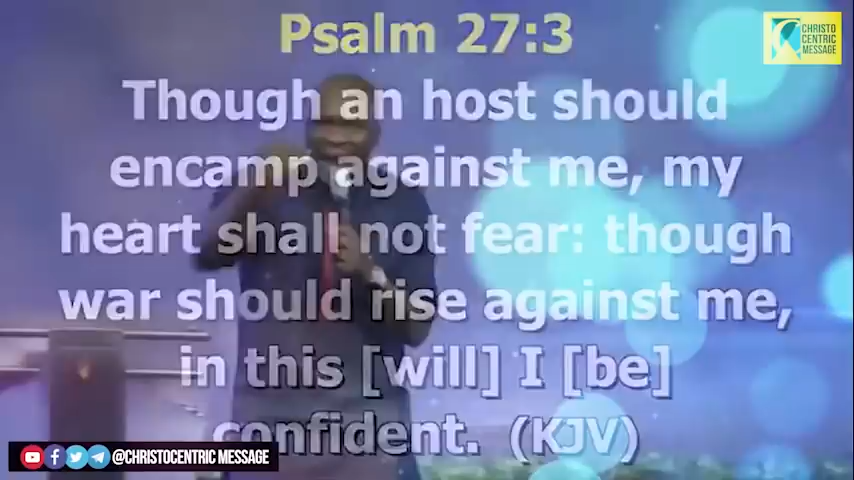 Psalm 27:3
CHRISTO
CENTRIC
MESSAGE
Though an host should
encamp against me, my
heart shall not fear: though
war should rise against me,
in this [will] I [be]
confident. (KJV)
@CHRISTOCENTRIC MESSAGE